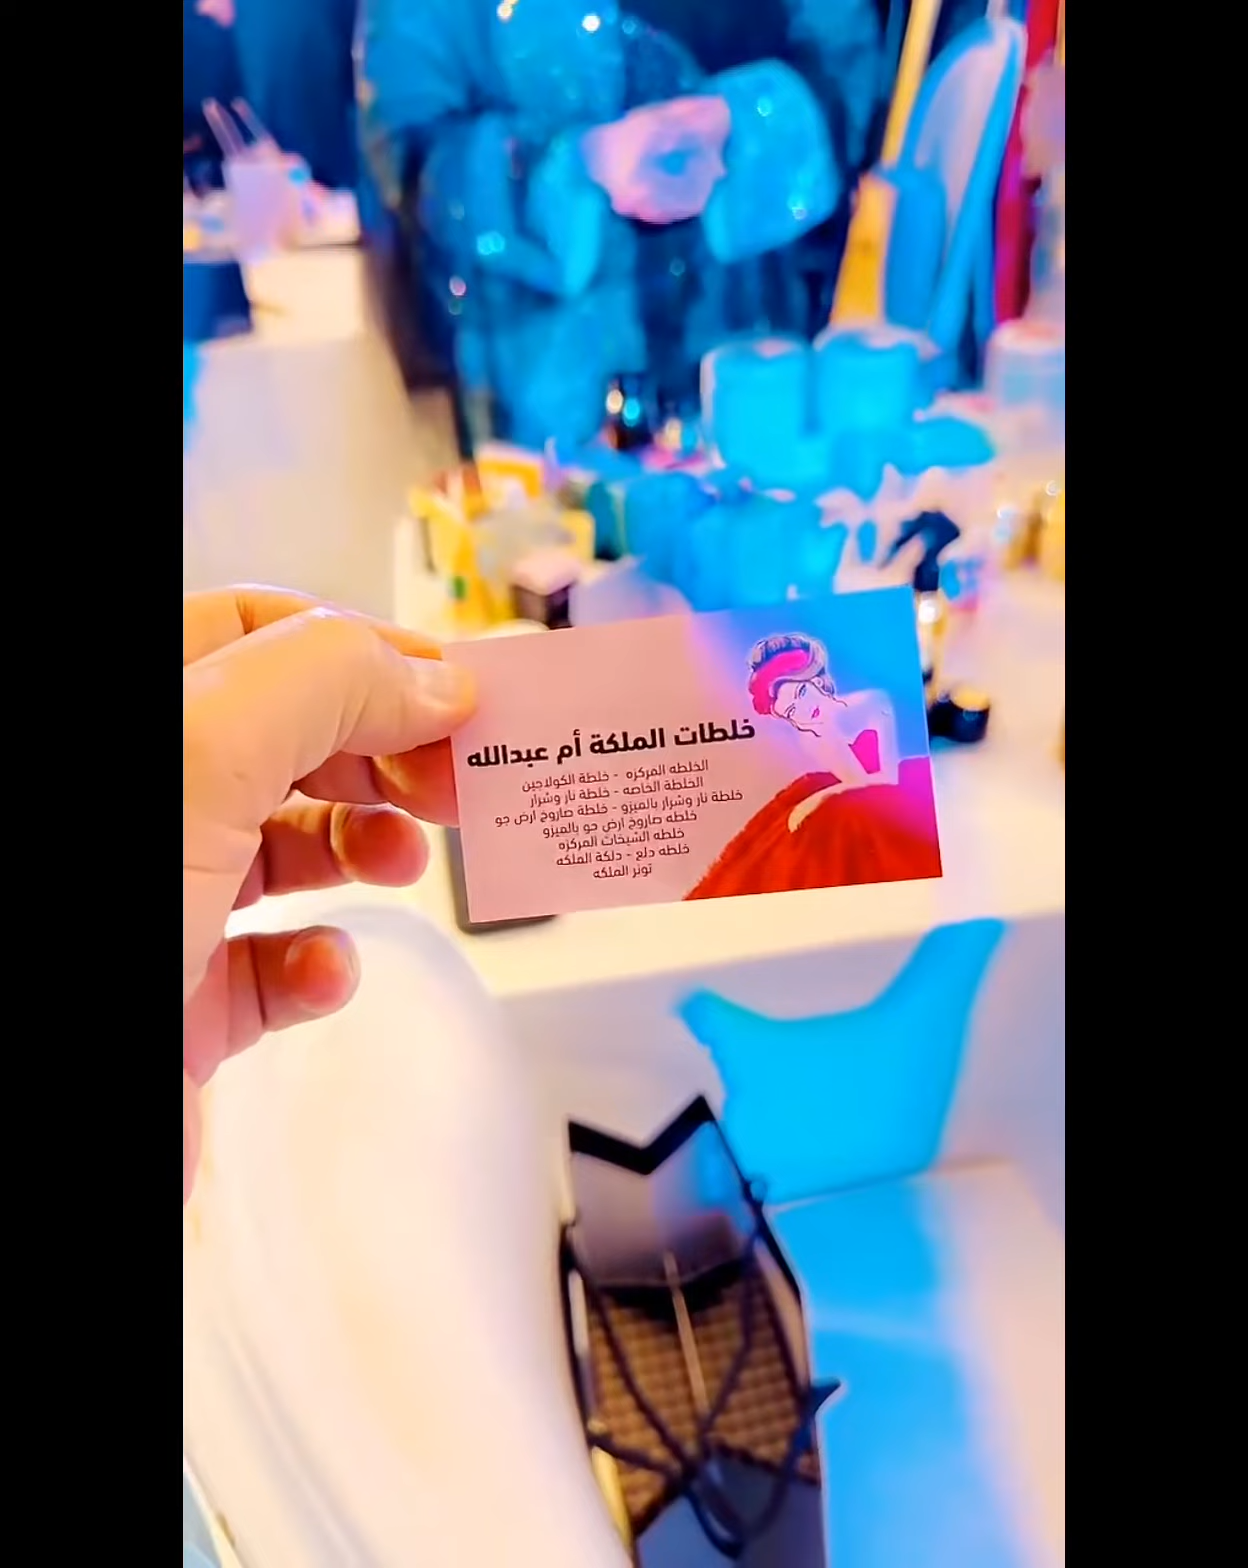 خلطات الملكة أم عبدالله
الخلطه المركزه - خلطة الكولاجين
الخلطة الخاصه - خلطة نار وشرار
خلطة نار وشرار بالميزو - خلطة صاروخ ارض جو
خلطه صاروخ ارض جو بالميزو
خلطه الشيخات المركزه
خلطه دلع - دلكة الملكه
تونر الملكه